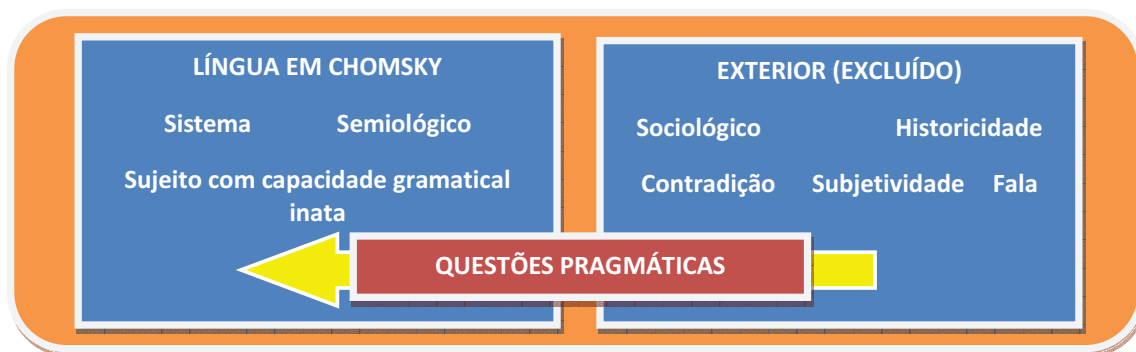 LÍNGUA EM CHOMSKY
Sistema Semiológico
Sujeito com capacidade gramatical
inata
EXTERIOR (EXCLUÍDO)
Sociológico Historicidade
Contradição Subjetividade Fala
QUESTÕES PRAGMÁTICAS